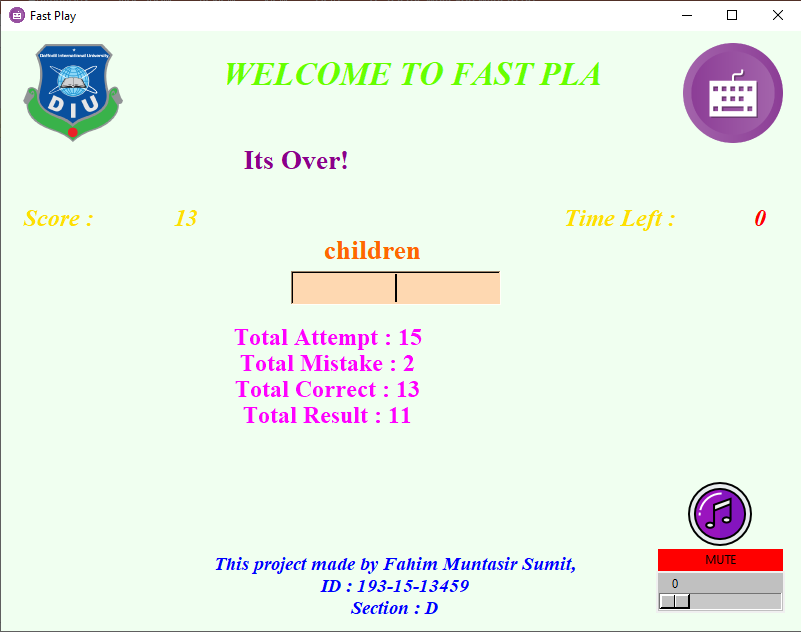 Fast Play
Daffodil International University
DIU
WELCOME TO FAST PLA
Its Over!
Score : 13
Time Left : 0
children
Total Attempt : 15
Total Mistake : 2
Total Correct : 13
Total Result : 11
This project made by Fahim Muntasir Sumit,
ID : 193-15-13459
Section : D
MUTE
0